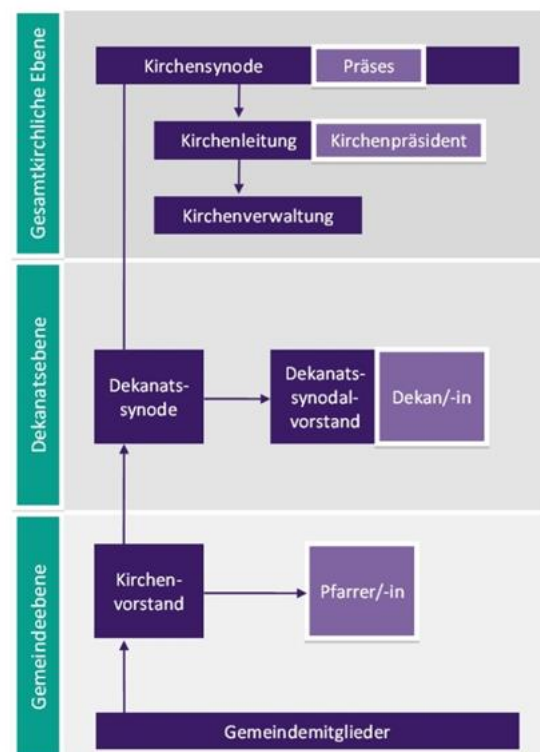 Gesamtkirchliche Ebene
Kirchensynode
Präses
Kirchenleitung
Kirchenpräsident
Kirchenverwaltung
Dekanatsebene
Dekanats-
synode
Dekanats-
synodal-
vorstand
Dekan/-in
Gemeindeebene
Kirchen-
vorstand
Pfarrer/-in
Gemeindemitglieder